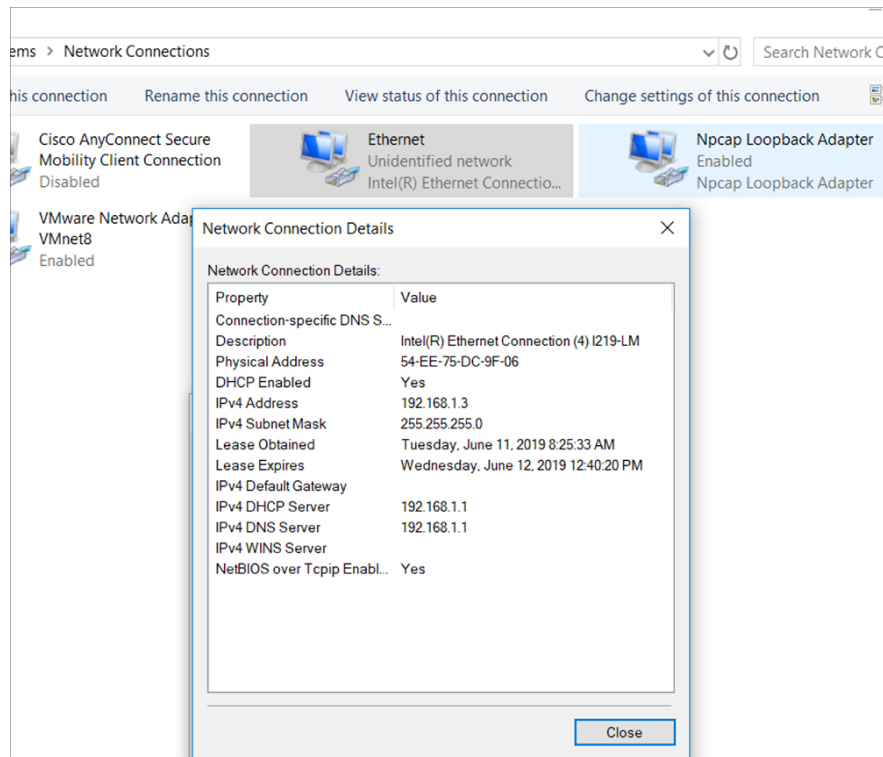 ems > Network Connections
Search Network C
his connection Rename this connection View status of this connection Change settings of this connection
Cisco AnyConnect Secure
Mobility Client Connection
Disabled
Ethernet
Unidentified network
Intel(R) Ethernet Connectio...
Npcap Loopback Adapter
Enabled
Npcap Loopback Adapter
VMware Network Adap
VMnet8
Enabled
Network Connection Details
Network Connection Details:
Property Value
Connection-specific DNS S...
Description Intel(R) Ethernet Connection (4) I219-LM
Physical Address 54-EE-75-DC-9F-06
DHCP Enabled Yes
IPv4 Address 192.168.1.3
IPv4 Subnet Mask 255.255.255.0
Lease Obtained Tuesday, June 11, 2019 8:25:33 AM
Lease Expires Wednesday, June 12, 2019 12:40:20 PM
IPv4 Default Gateway
IPv4 DHCP Server 192.168.1.1
IPv4 DNS Server 192.168.1.1
IPv4 WINS Server
NetBIOS over Tcpip Enabl... Yes
Close